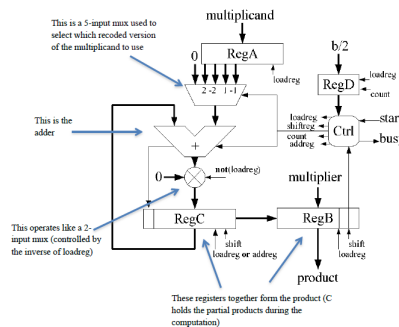 This is a 5-input mux used to
select which recoded version
of the multiplicand to use
multiplicand
RegA
loadreg
0
2 -2 1 -1
b/2
RegD
loadreg
count
This is the
adder
+
loadreg
shiftreg
count
addreg
Ctrl
star
bus
0
not(loadreg)
multiplier
This operates like a 2-
input mux (controlled by
the inverse of loadreg)
RegC
RegB
shift
loadreg or addreg
shift
loadreg
product
These registers together form the product (C
holds the partial products during the
computation)